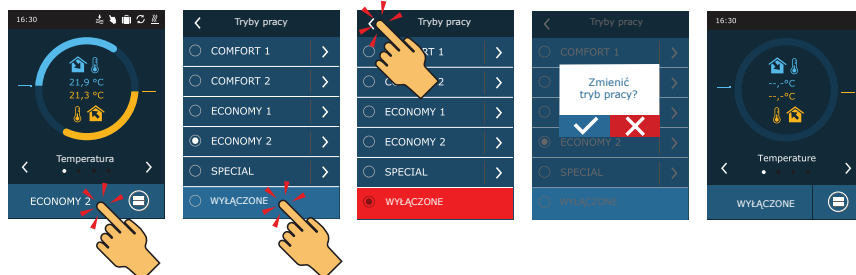 16:30
21,9 °C
21,3 °C
Temperatura
ECONOMY 2
Tryby pracy
COMFORT 1
COMFORT 2
ECONOMY 1
ECONOMY 2
SPECIAL
WYŁĄCZONE
Tryby pracy
RT 1
C
2
ECONOMY 1
ECONOMY 2
SPECIAL
WYŁĄCZONE
Tryby pracy
COMFORT 1
Zmienić
tryb pracy?
ECONOMY 2
SPECIAL
WYŁĄCZONE
16:30
--,-°C
--,-°C
Temperature
WYŁĄCZONE